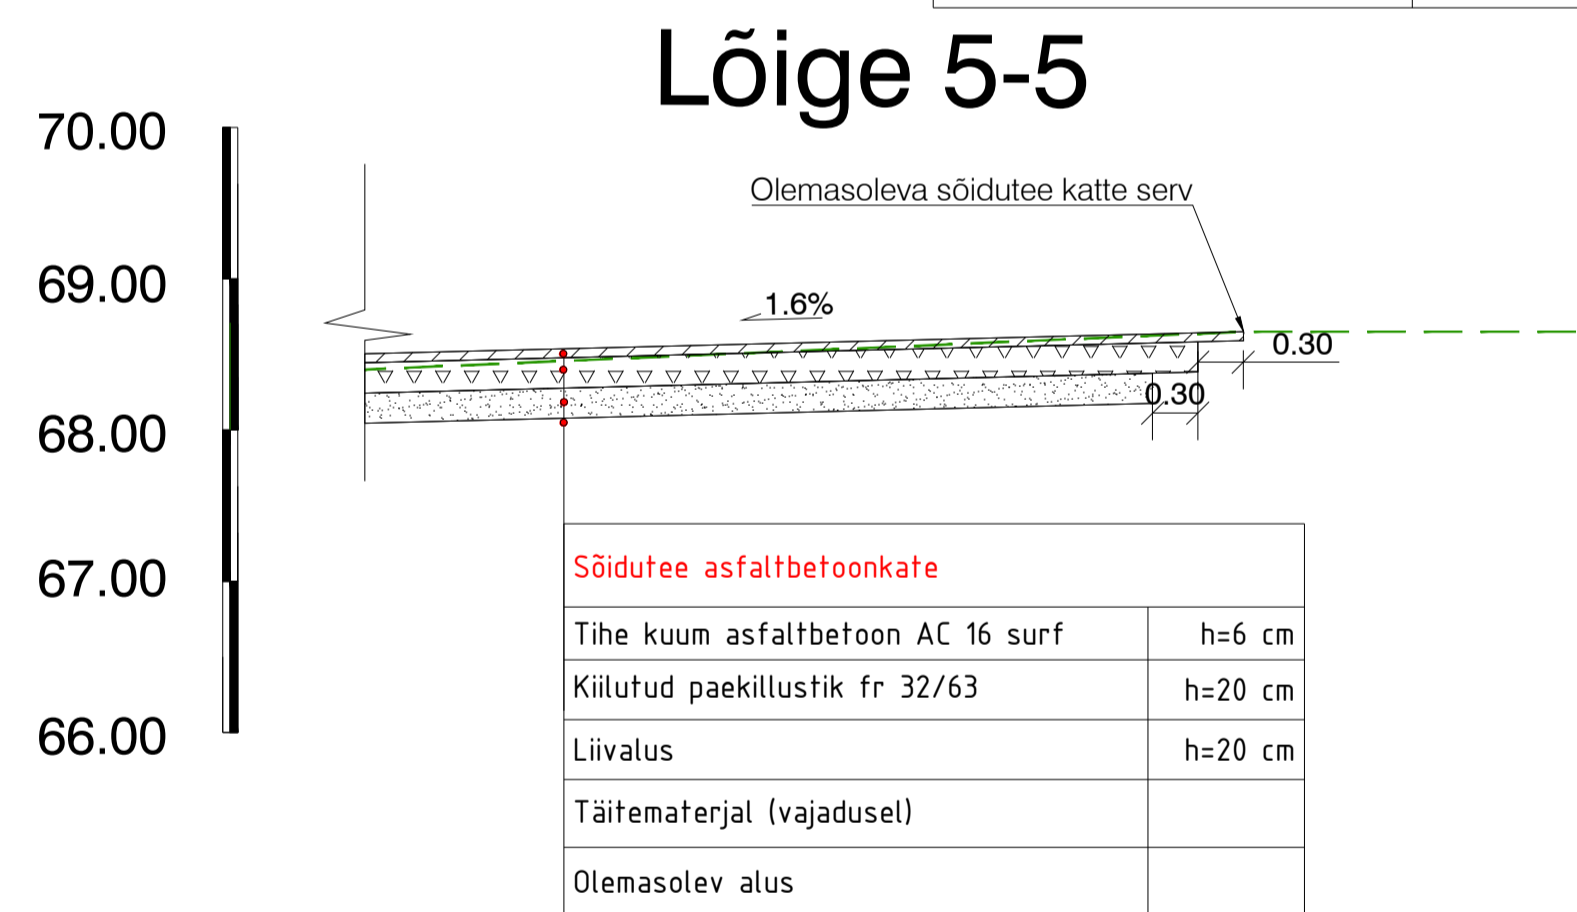 Lõige 5-5
70.00
Olemasoleva sõidutee katte serv
69.00
1.6%
0.30
0.30
68.00
Sõidutee asfaltbetoonkate
67.00
Tihe kuum asfaltbetoon AC 16 surf h=6 cm
Kiilutud paekillustik fr 32/63 h=20 cm
66.00
Liivalus h=20 cm
Täitematerjal (vajadusel)
Olemasolev alus